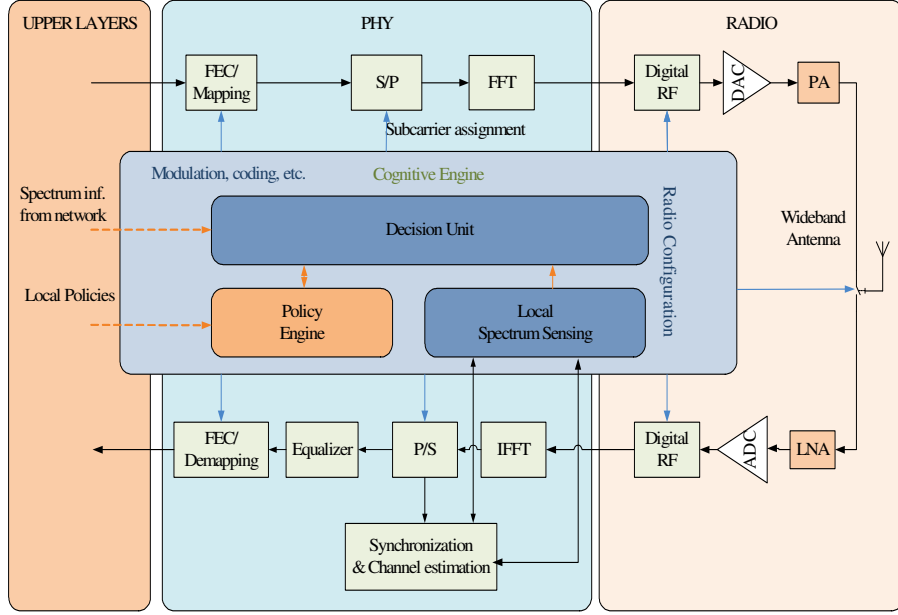 UPPER LAYERS
PHY
RADIO
FEC/
Mapping
S/P
FFT
Digital
RF
DAC
PA
Subcarrier assignment
Modulation, coding, etc.
Cognitive Engine
Spectrum inf.
from network
Decision Unit
Radio Configuration
Wideband
Antenna
Local Policies
Policy
Engine
Local
Spectrum Sensing
FEC/
Demapping
Equalizer
P/S
IFFT
Digital
RF
ADC
LNA
Synchronization
& Channel estimation